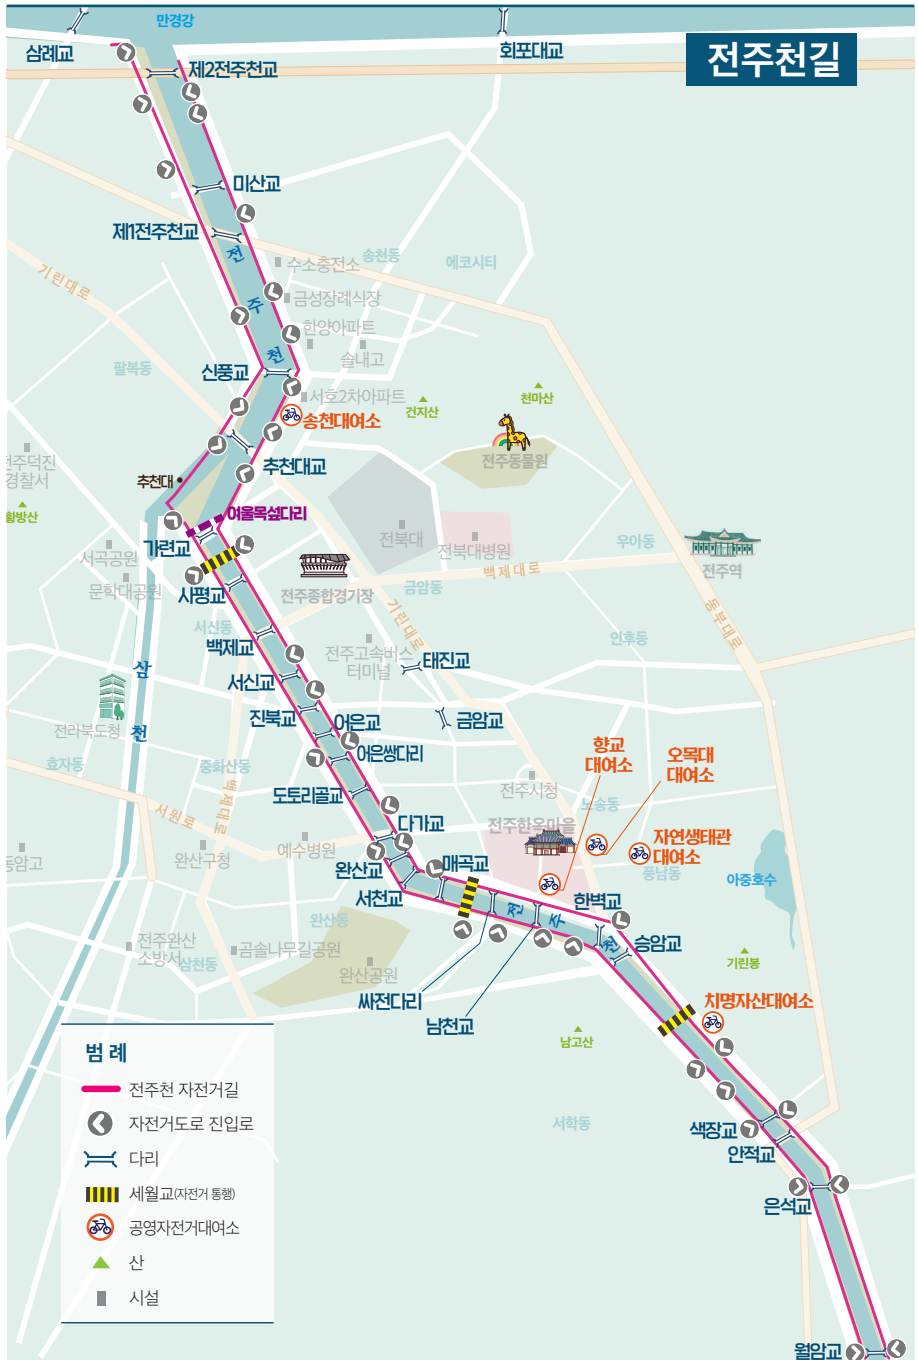 만경강
삼례교
회포대교
전주천길
제2전주천교
미산교
제1전주천교
전
주
천
수소충전소
송천동
에코시티
기린대로
금성장례식장
한양아파트
솔내고
팔복동
신풍교
서호2차아파트
송천대여소
건지산
천마산
전주동물원
추천대교
추천대
전주덕진
경찰서
황방산
여울목섶다리
가련교
서곡공원
문학대공원
사평교
전주종합경기장
전북대
전북대병원
백제대로
금암동
우아동
전주역
동부대로
서신동
백제교
기린대로
전주고속버스
터미널
태진교
인후동
삼
천
서신교
진북교
어은교
금암교
전라북도청
효자동
중화산동
백제대로
어은쌍다리
도토리골교
향교
대여소
오목대
대여소
전주시청
노송동
서원로
다가교
전주한옥마을
자연생태관
대여소
동암고
완산구청
예수병원
완산교
매곡교
풍남동
아중호수
서천교
전
주
천
한벽교
완산동
전주완산
소방서
삼천동
곰솔나무길공원
완산공원
승암교
기린봉
싸전다리
남천교
치명자산대여소
남고산
서학동
색장교
안적교
은석교
월암교
범 례
전주천 자전거길
자전거도로 진입로
다리
세월교(자전거 통행)
공영자전거대여소
산
시설